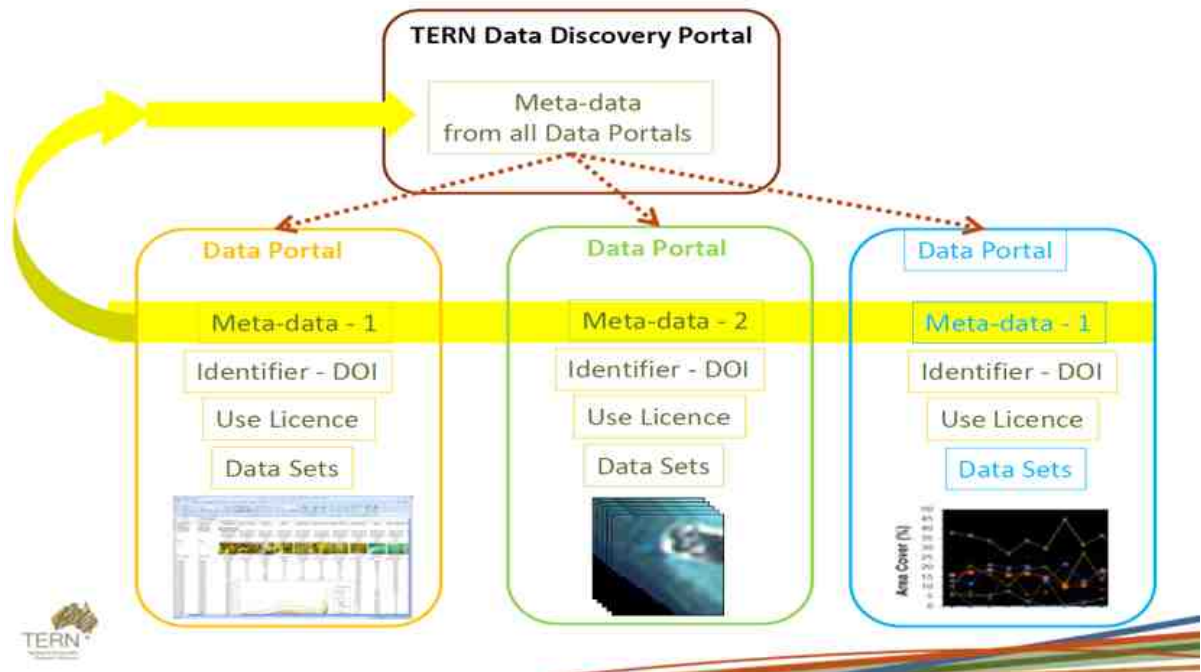 TERN Data Discovery Portal
Meta-data
from all Data Portals
Data Portal
Data Portal
Data Portal
Meta-data - 1
Meta-data - 2
Meta-data - 1
Identifier - DOI
Identifier - DOI
Identifier - DOI
Use Licence
Use Licence
Use Licence
Data Sets
Data Sets
Data Sets
Area Cover (%)
TERN